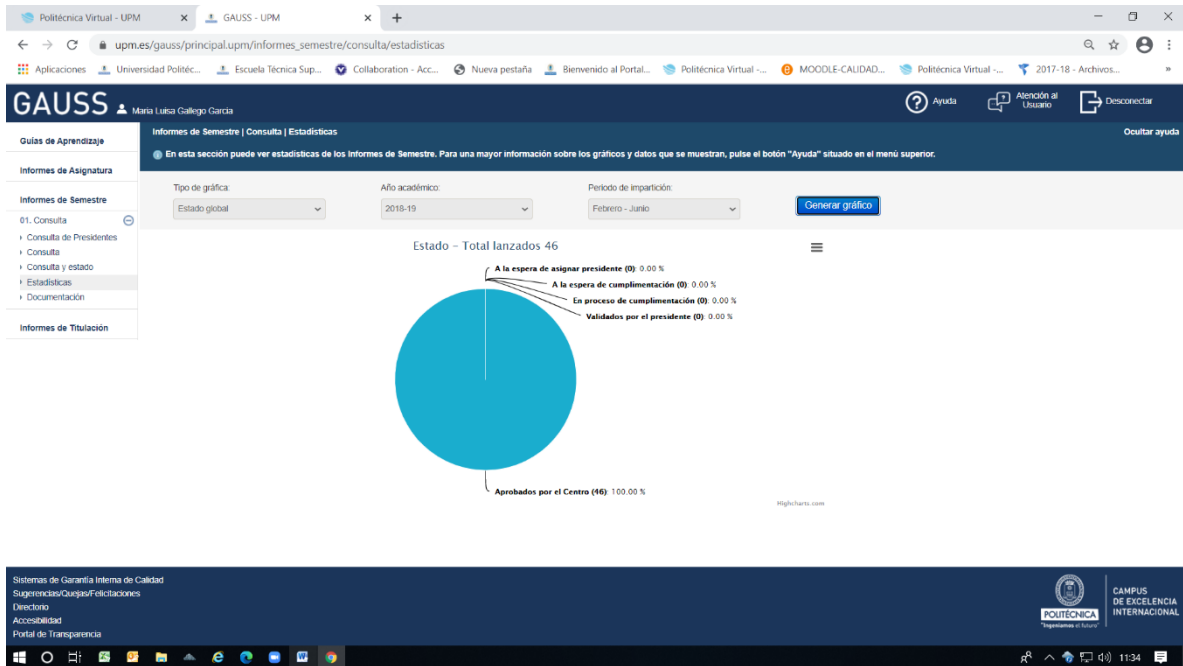 Politécnica Virtual - UPM
GAUSS - UPM
upm.es/gauss/principal.upm/informes_semestre/consulta/estadisticas
Aplicaciones Universidad Politéc... Escuela Técnica Sup... Collaboration - Acc... Nueva pestaña Bienvenido al Portal... Politécnica Virtual -... MOODLE-CALIDAD... Politécnica Virtual -... 2017-18 - Archivos... »
GAUSS Maria Luisa Gallego Garcia
Ayuda
Atención al
Usuario
Desconectar
Guías de Aprendizaje
Informes de Asignatura
Informes de Semestre
01. Consulta
Consulta de Presidentes
Consulta
Consulta y estado
Estadísticas
Documentación
Informes de Titulación
Informes de Semestre | Consulta | Estadísticas
Ocultar ayuda
En esta sección puede ver estadísticas de los Informes de Semestre. Para una mayor información sobre los gráficos y datos que se muestran, pulse el botón "Ayuda" situado en el menú superior.
Tipo de gráfica: Año académico: Periodo de impartición:
Estado global 2018-19 Febrero - Junio Generar gráfico
Estado - Total lanzados 46
A la espera de asignar presidente (0): 0.00 %
A la espera de cumplimentación (0): 0.00 %
En proceso de cumplimentación (0): 0.00 %
Validados por el presidente (0): 0.00 %
Aprobados por el Centro (46): 100.00 %
Highcharts.com
Sistemas de Garantía Interna de Calidad
Sugerencias/Quejas/Felicitaciones
Directorio
Accesibilidad
Portal de Transparencia
POLITÉCNICA
"Ingeniamos el futuro"
CAMPUS
DE EXCELENCIA
INTERNACIONAL
11:34